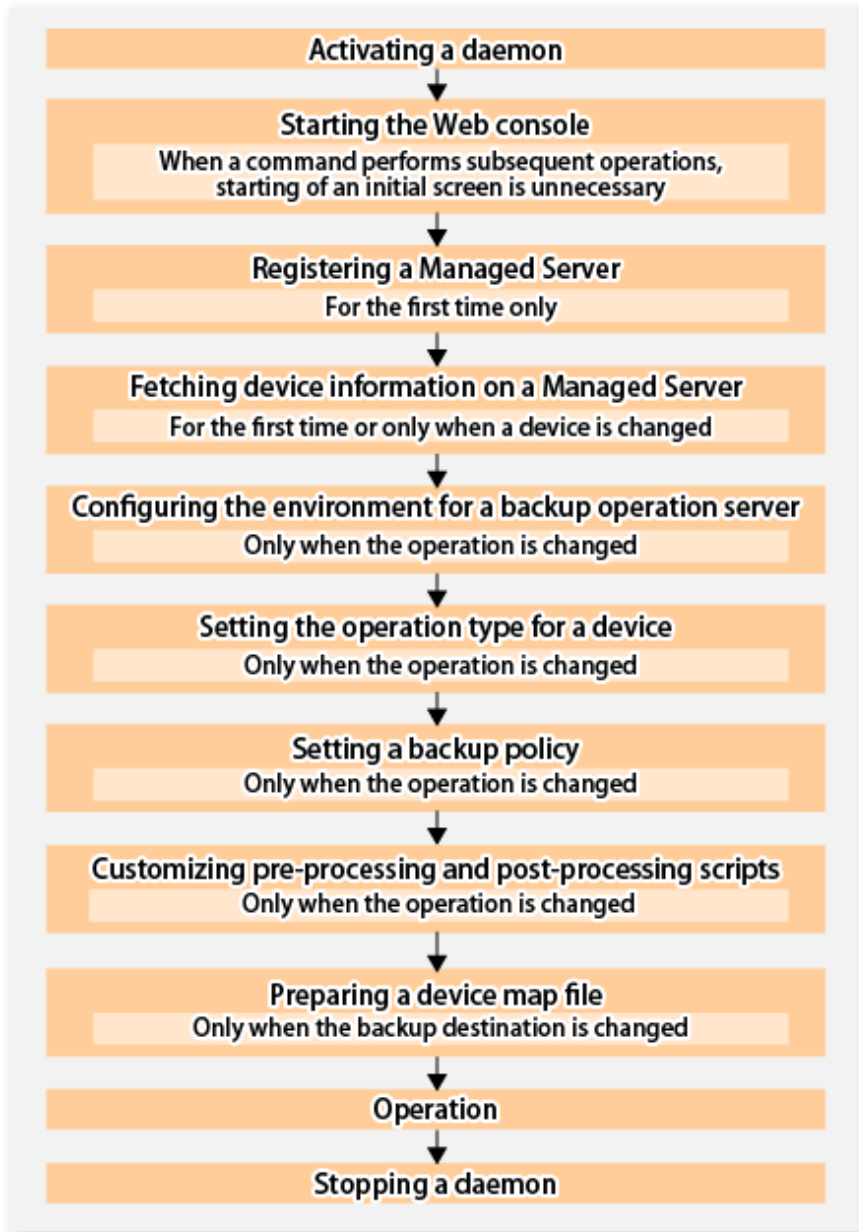 Activating a daemon
Starting the Web console
When a command performs subsequent operations,
starting of an initial screen is unnecessary
Registering a Managed Server
For the first time only
Fetching device information on a Managed Server
For the first time or only when a device is changed
Configuring the environment for a backup operation server
Only when the operation is changed
Setting the operation type for a device
Only when the operation is changed
Setting a backup policy
Only when the operation is changed
Customizing pre-processing and post-processing scripts
Only when the operation is changed
Preparing a device map file
Only when the backup destination is changed
Operation
Stopping a daemon